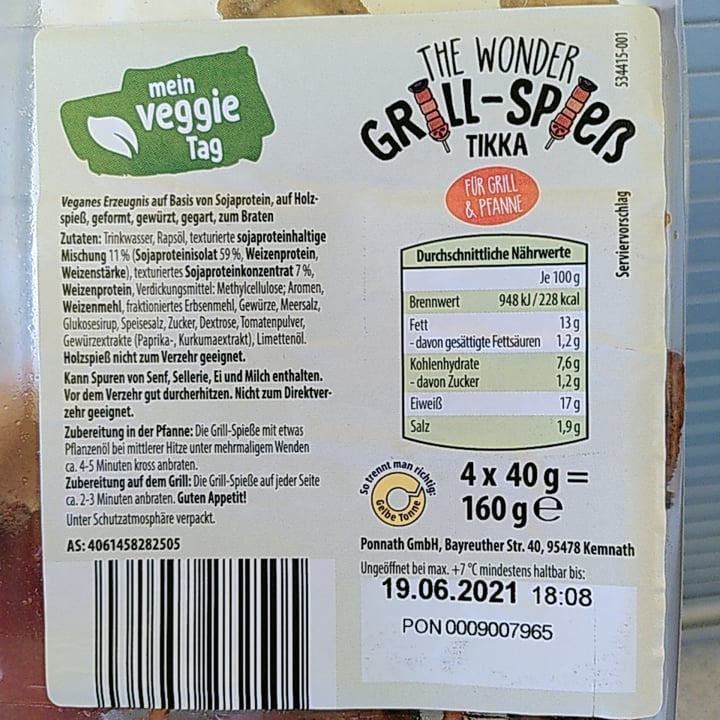 mein
veggie
Tag
THE WONDER
GRILL-SPIEß
TIKKA
FÜR GRILL
& PFANNE
534415-001
Serviervorschlag
Veganes Erzeugnis auf Basis von Sojaprotein, auf Holz-
spieß, geformt, gewürzt, gegart, zum Braten
Zutaten: Trinkwasser, Rapsöl, texturierte sojaproteinhaltige
Mischung 11% (Sojaproteinisolat 59%, Weizenprotein,
Weizenstärke), texturiertes Sojaproteinkonzentrat 7%,
Weizenprotein, Verdickungsmittel: Methylcellulose; Aromen,
Weizenmehl, fraktioniertes Erbsenmehl, Gewürze, Meersalz,
Glukosesirup, Speisesalz, Zucker, Dextrose, Tomatenpulver,
Gewürzextrakte (Paprika-, Kurkumaextrakt), Limettenöl.
Holzspieß nicht zum Verzehr geeignet.
Kann Spuren von Senf, Sellerie, Ei und Milch enthalten.
Vor dem Verzehr gut durcherhitzen. Nicht zum Direktver-
zehr geeignet.
Zubereitung in der Pfanne: Die Grill-Spieße mit etwas
Pflanzenöl bei mittlerer Hitze unter mehrmaligem Wenden
ca. 4-5 Minuten kross anbraten.
Zubereitung auf dem Grill: Die Grill-Spieße auf jeder Seite
ca. 2-3 Minuten anbraten. Guten Appetit!
Unter Schutzatmosphäre verpackt.
AS: 4061458282505
Durchschnittliche Nährwerte
Je 100 g
Brennwert 948 kJ / 228 kcal
Fett 13 g
- davon gesättigte Fettsäuren 1,2 g
Kohlenhydrate 7,6 g
- davon Zucker 1,2 g
Eiweiß 17 g
Salz 1,9 g
So trennt man richtig:
Gelbe Tonne
4 x 40 g =
160 g e
Ponnath GmbH, Bayreuther Str. 40, 95478 Kemnath
Ungeöffnet bei max. +7 °C mindestens haltbar bis:
19.06.2021 18:08
PON 0009007965